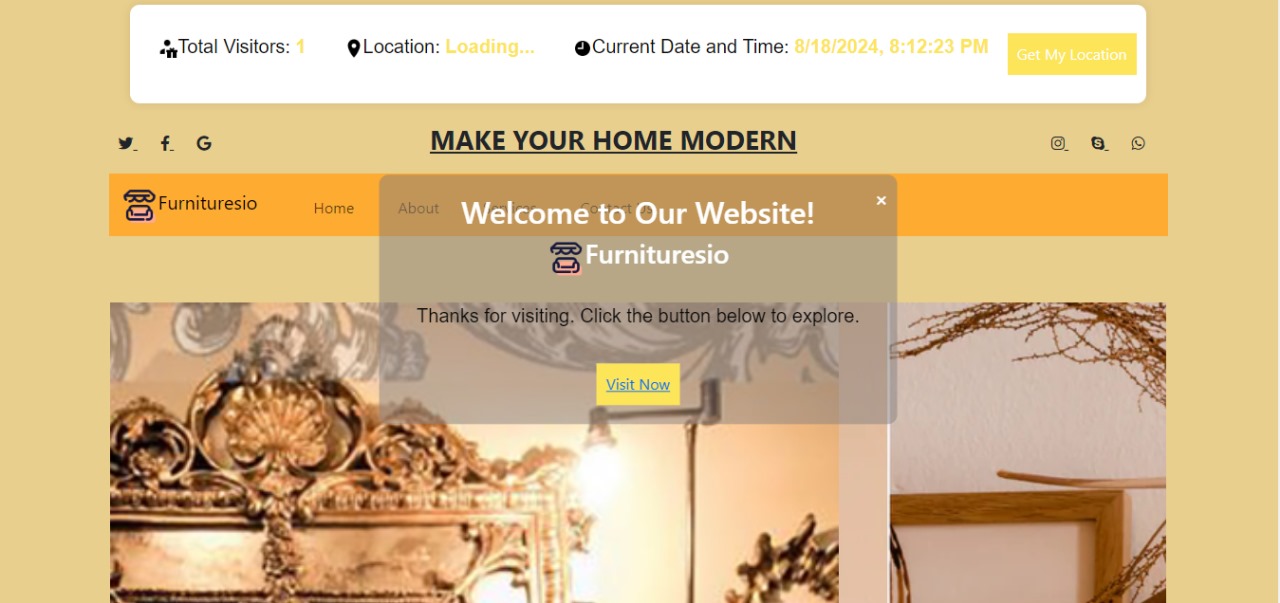 Total Visitors: 1
Location: Loading...
Current Date and Time: 8/18/2024, 8:12:23 PM
Get My Location
MAKE YOUR HOME MODERN
Furnituresio
Home
About
Services
Contact Us
Welcome to Our Website!
×
Furnituresio
Thanks for visiting. Click the button below to explore.
Visit Now